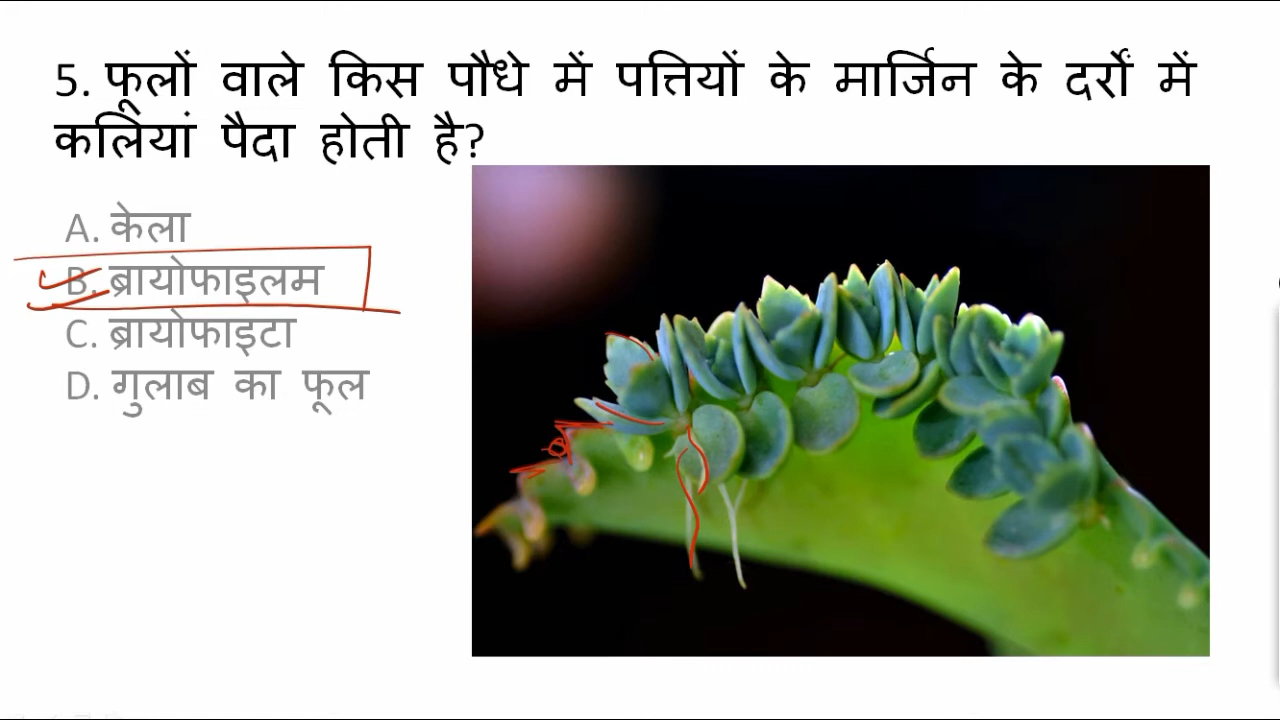 5. फूलों वाले किस पौधे में पत्तियों के मार्जिन के दर्रों में
कलियां पैदा होती है?
A. केला
B. ब्रायोफाइलम
C. ब्रायोफाइटा
D. गुलाब का फूल